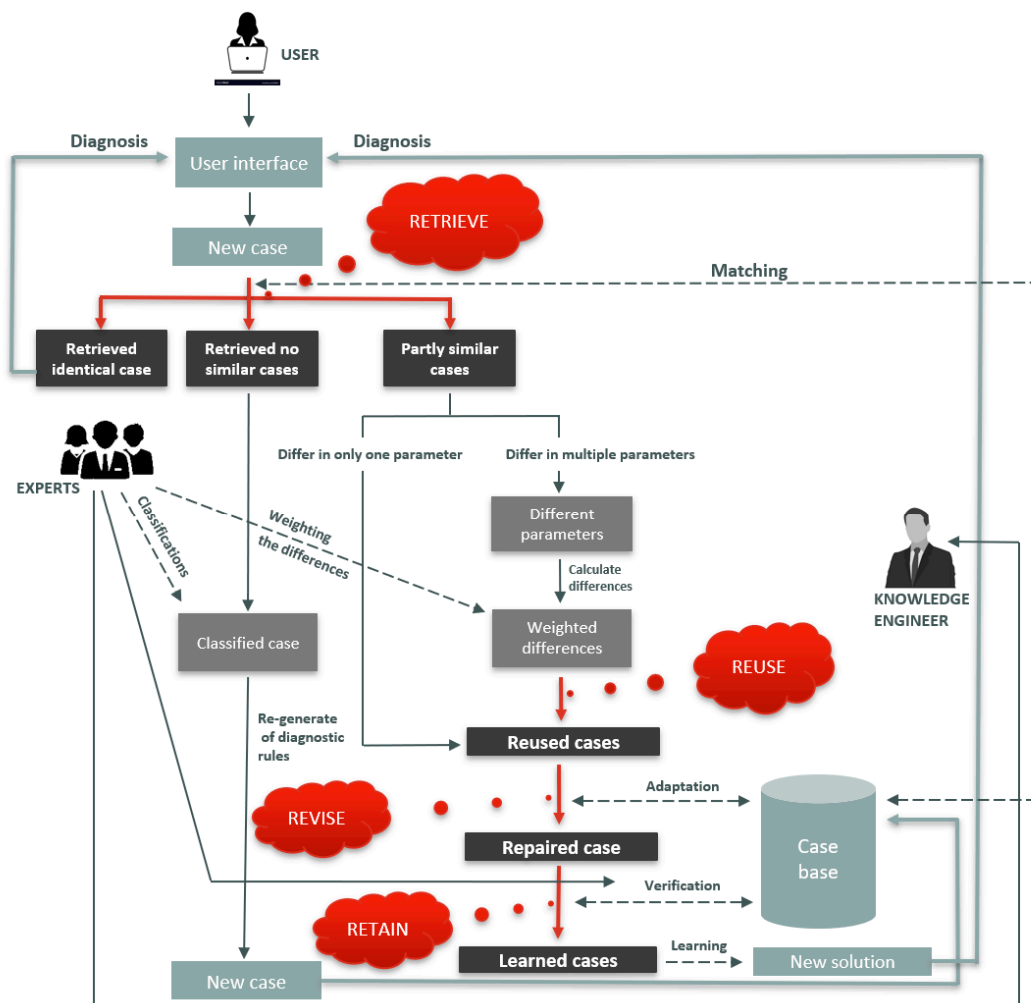 USER
Diagnosis
Diagnosis
User interface
RETRIEVE
New case
Matching
Retrieved
identical case
Retrieved no
similar cases
Partly similar
cases
Differ in only one parameter
Differ in multiple parameters
EXPERTS
Classifications
Weighting
the differences
Different
parameters
Calculate
differences
KNOWLEDGE
ENGINEER
Classified case
Weighted
differences
REUSE
Re-generate
of diagnostic
rules
Reused cases
Adaptation
REVISE
Repaired case
Case
base
Verification
RETAIN
Learned cases
Learning
New solution
New case